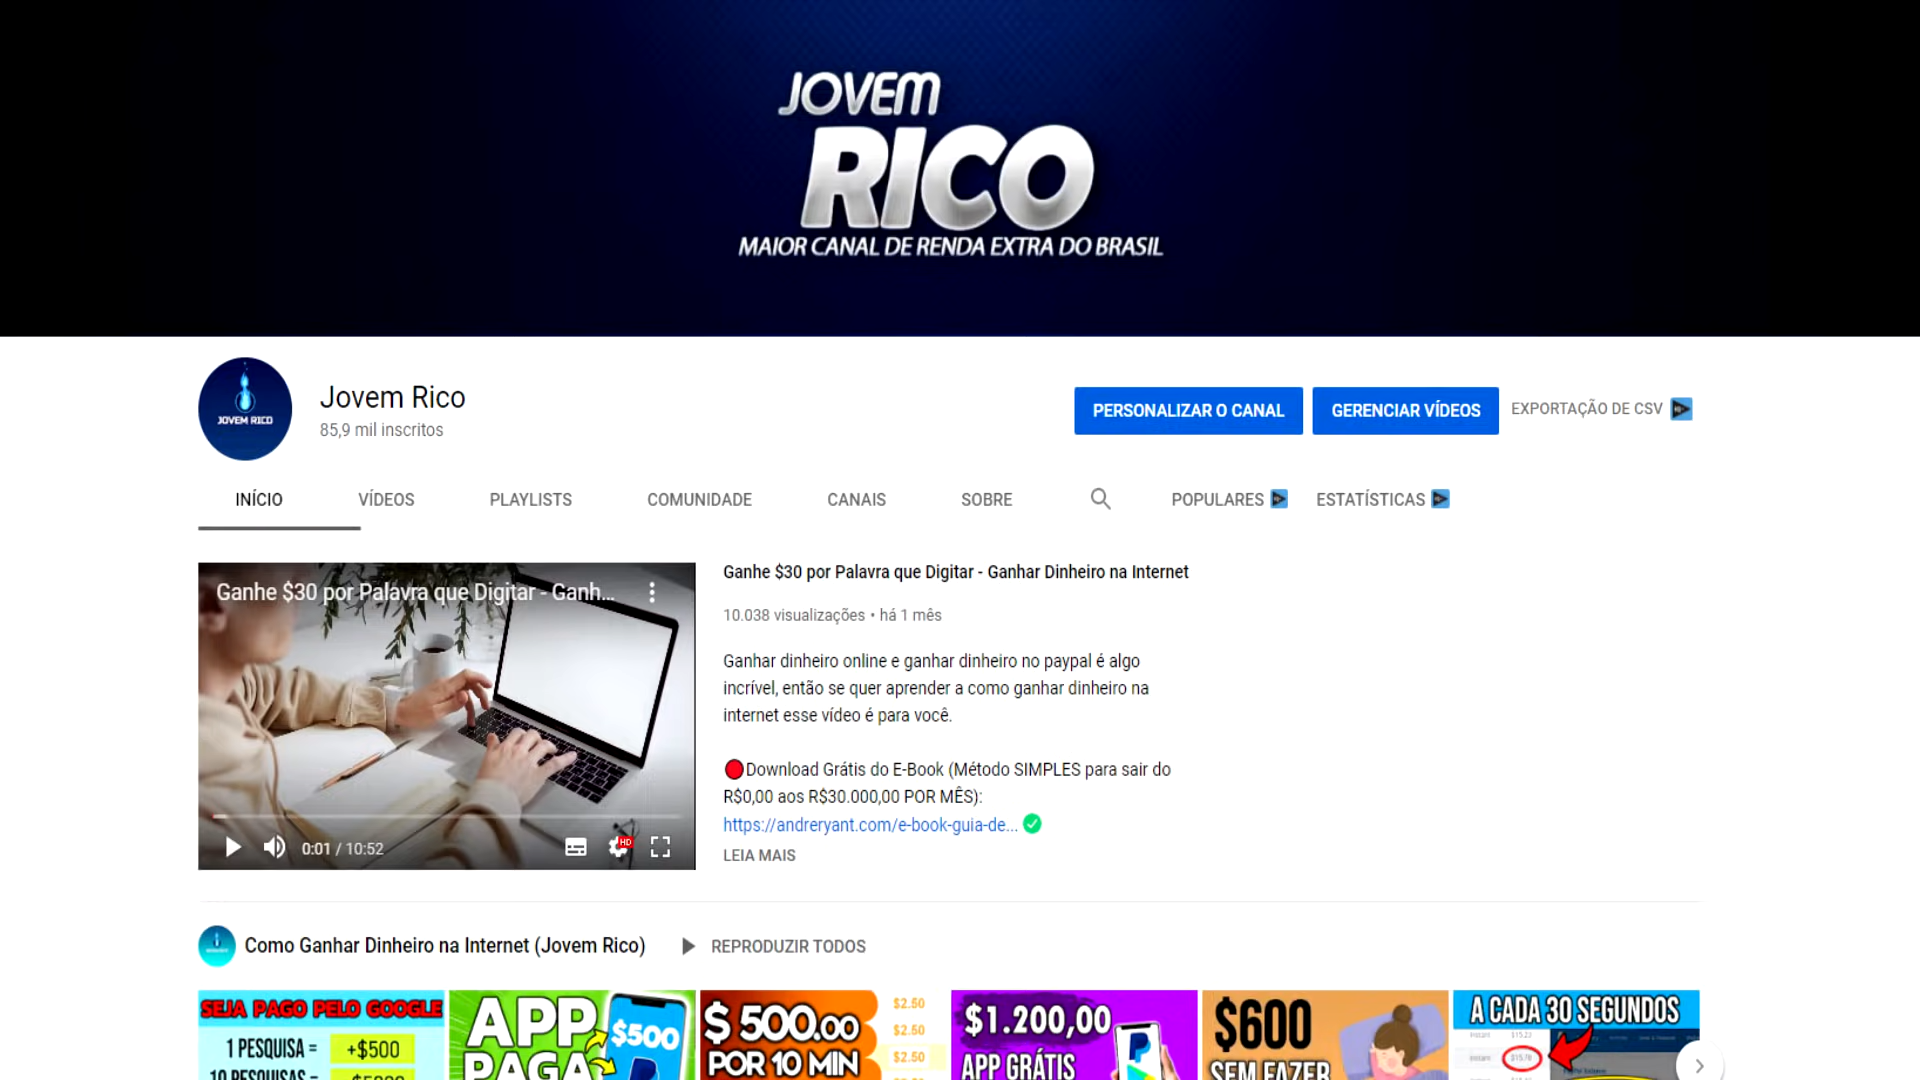 JOVEM
RICO
MAIOR CANAL DE RENDA EXTRA DO BRASIL
JOVEM RICO
Jovem Rico
85,9 mil inscritos
PERSONALIZAR O CANAL
GERENCIAR VÍDEOS
EXPORTAÇÃO DE CSV
INÍCIO
VÍDEOS
PLAYLISTS
COMUNIDADE
CANAIS
SOBRE
POPULARES
ESTATÍSTICAS
Ganhe $30 por Palavra que Digitar - Ganh...
0:01 / 10:52
HD
Ganhe $30 por Palavra que Digitar - Ganhar Dinheiro na Internet
10.038 visualizações • há 1 mês
Ganhar dinheiro online e ganhar dinheiro no paypal é algo
incrível, então se quer aprender a como ganhar dinheiro na
internet esse vídeo é para você.
Download Grátis do E-Book (Método SIMPLES para sair do
R$0,00 aos R$30.000,00 POR MÊS):
https://andreryant.com/e-book-guia-de...
LEIA MAIS
Como Ganhar Dinheiro na Internet (Jovem Rico)
REPRODUZIR TODOS
SEJA PAGO PELO GOOGLE
1 PESQUISA = +$500
10 PESQUISAS =
APP
PAGA
$500
$500.00
POR 10 MIN
$2.50
$2.50
$2.50
$1.200,00
APP GRÁTIS
$600
SEM FAZER
A CADA 30 SEGUNDOS